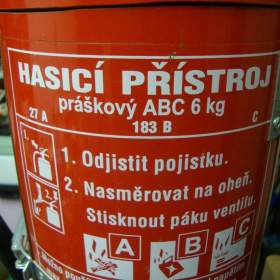 HASICÍ PŘÍSTROJ
práškový ABC 6 kg
27 A 183 B C
1. Odjistit pojistku.
2. Nasměrovat na oheň.
Stisknout páku ventilu.
A B C